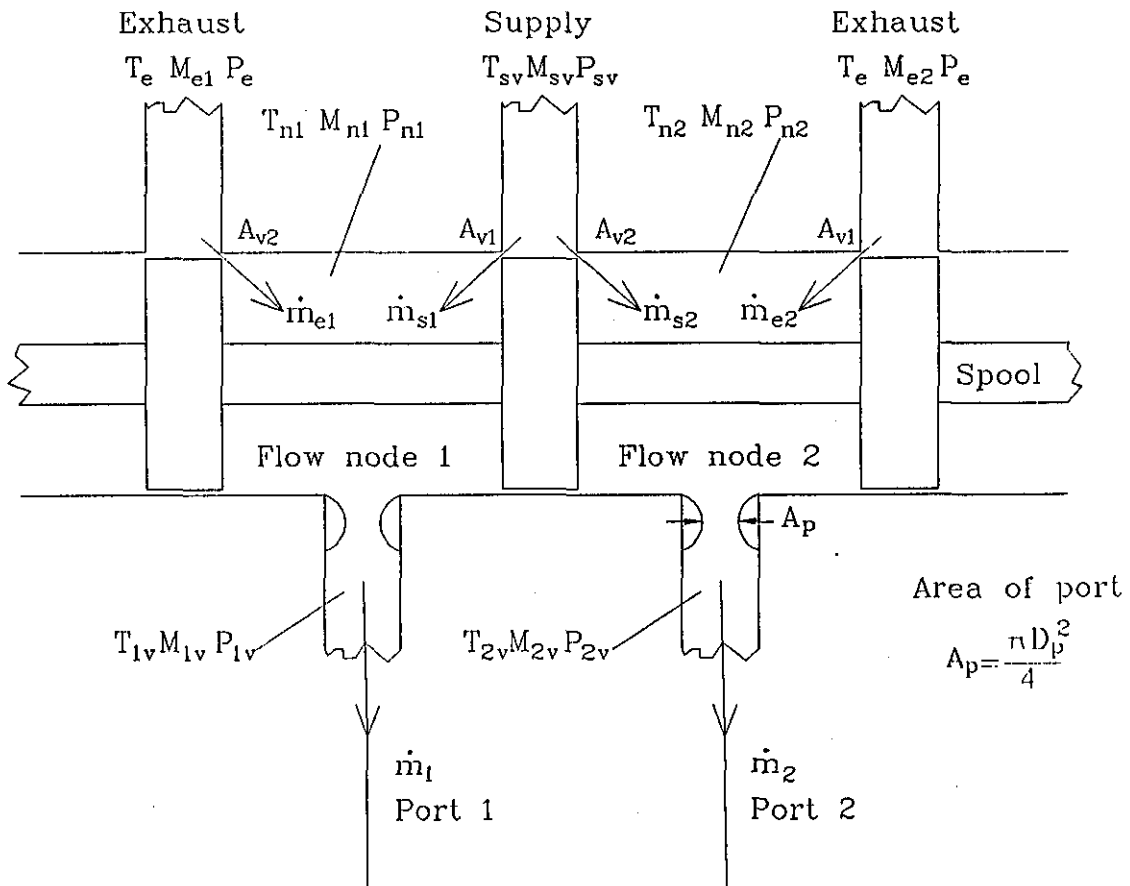 Exhaust Supply Exhaust
T_e M_e1 P_e T_sv M_sv P_sv T_e M_e2 P_e
T_n1 M_n1 P_n1 T_n2 M_n2 P_n2
A_v2 A_v1 A_v2 A_v1
ṁ_e1 ṁ_s1 ṁ_s2 ṁ_e2
Spool
Flow node 1 Flow node 2
A_p
Area of port
T_1v M_1v P_1v T_2v M_2v P_2v
A_p = πD_p²/4
ṁ_1 ṁ_2
Port 1 Port 2